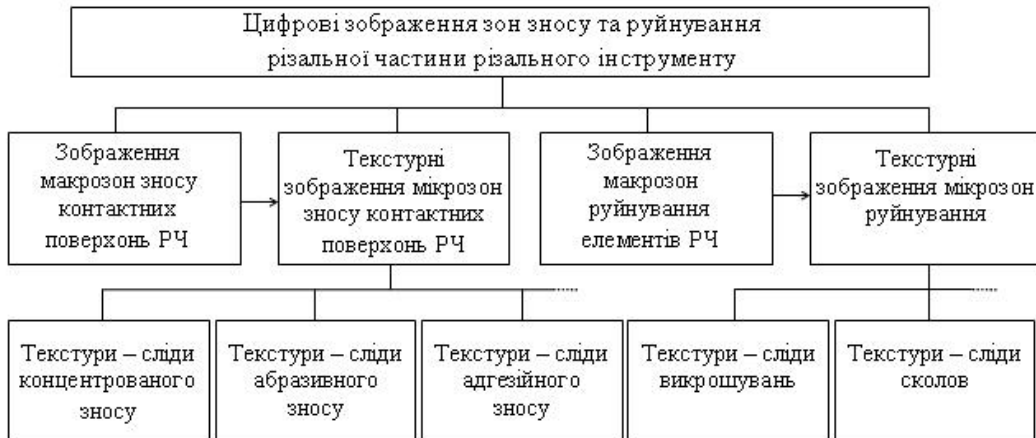 Цифрові зображення зон зносу та руйнування
різальної частини різального інструменту
Зображення
макрозон зносу
контактних
поверхонь РЧ
Текстурні
зображення мікрозон
зносу контактних
поверхонь РЧ
Зображення
макрозон
руйнування
елементів РЧ
Текстурні
зображення мікрозон
руйнування
Текстури – сліди
концентрованого
зносу
Текстури – сліди
абразивного
зносу
Текстури – сліди
адгезійного
зносу
Текстури – сліди
викрошувань
Текстури – сліди
сколов